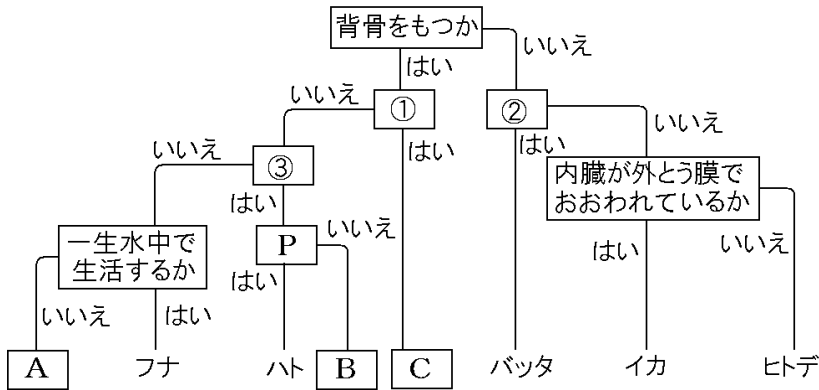 背骨をもつか
はい
いいえ
いいえ
①
②
はい
はい
いいえ
いいえ
③
内臓が外とう膜で
おおわれているか
はい
いいえ
一生水中で
生活するか
P
はい
はい
いいえ
いいえ
はい
A
フナ
ハト
B
C
バッタ
イカ
ヒトデ